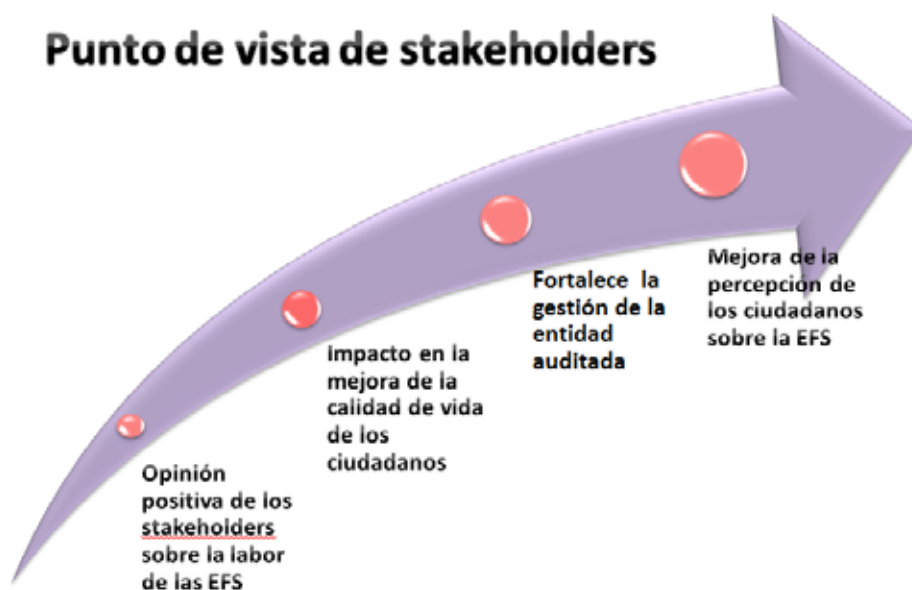 Punto de vista de stakeholders
Opinión
positiva de los
stakeholders
sobre la labor
de las EFS
Impacto en la
mejora de la
calidad de vida
de los
ciudadanos
Fortalece la
gestión de la
entidad
auditada
Mejora de la
percepción de
los ciudadanos
sobre la EFS